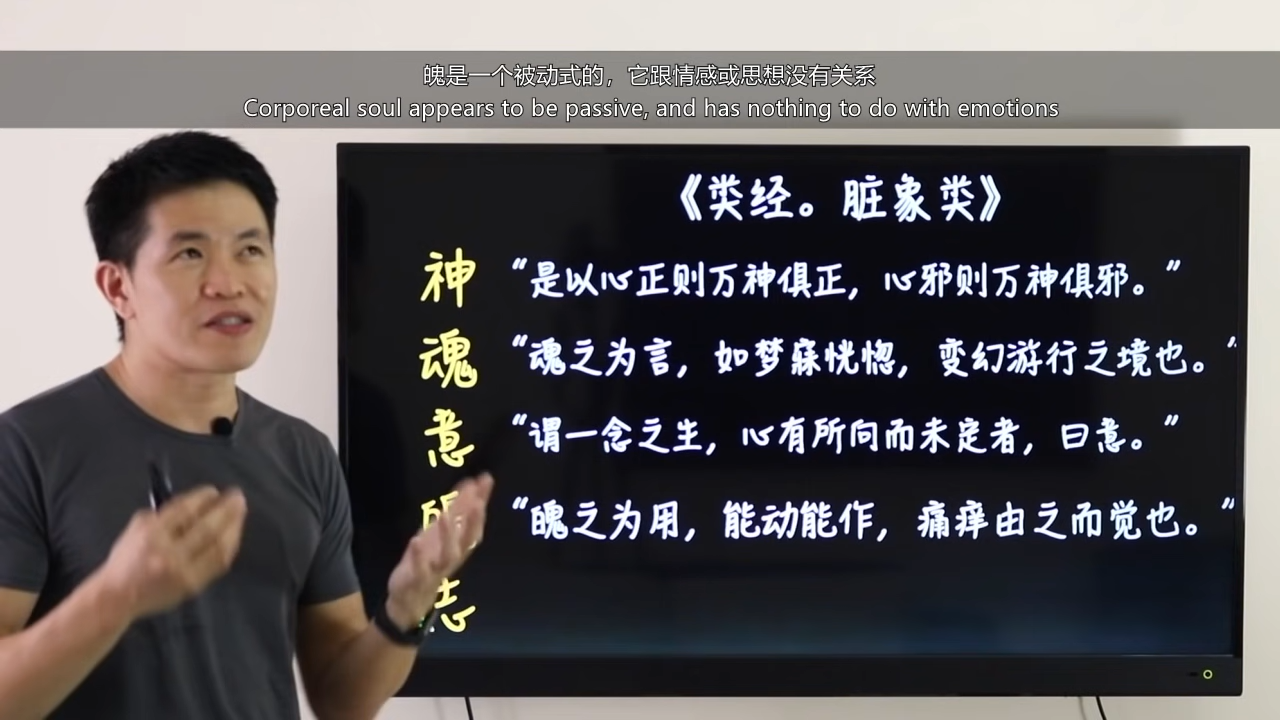 魄是一个被动式的，它跟情感或思想没有关系
Corporeal soul appears to be passive, and has nothing to do with emotions
《类经。脏象类》
神 “是以心正则万神俱正，心邪则万神俱邪。”
魂 “魂之为言，如梦寐恍惚，变幻游行之境也。”
意 “谓一念之生，心有所向而未定者，曰意。”
“魄之为用，能动能作，痛痒由之而觉也。”
志